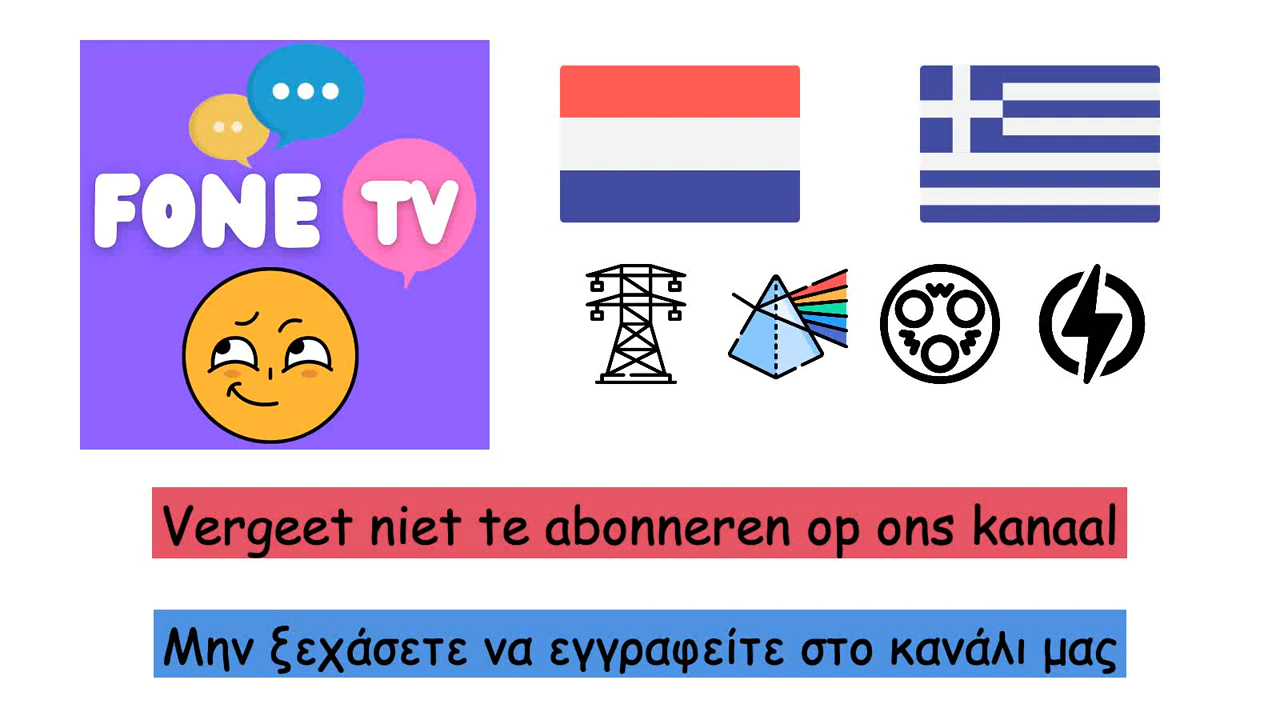 FONE TV
Vergeet niet te abonneren op ons kanaal
Μην ξεχάσετε να εγγραφείτε στο κανάλι μας